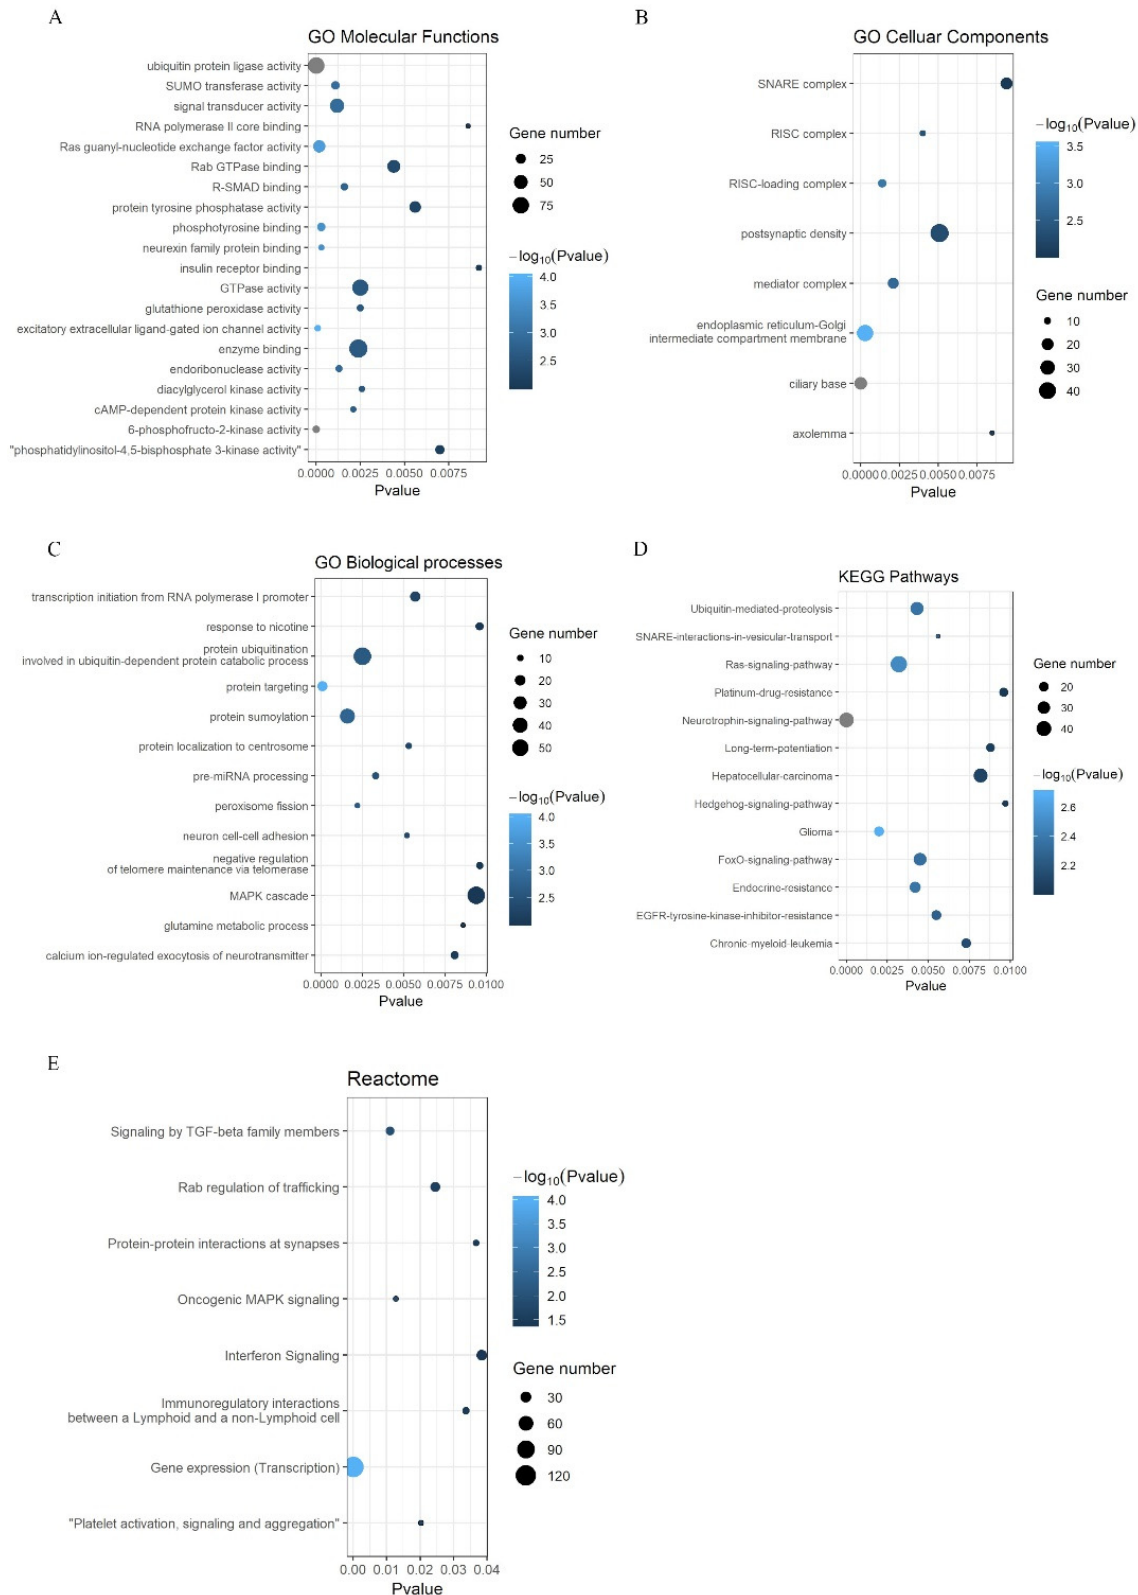 A
GO Molecular Functions
ubiquitin protein ligase activity
SUMO transferase activity
signal transducer activity
RNA polymerase II core binding
Ras guanyl-nucleotide exchange factor activity
Rab GTPase binding
R-SMAD binding
protein tyrosine phosphatase activity
phosphotyrosine binding
neurexin family protein binding
insulin receptor binding
GTPase activity
glutathione peroxidase activity
excitatory extracellular ligand-gated ion channel activity
enzyme binding
endoribonuclease activity
diacylglycerol kinase activity
cAMP-dependent protein kinase activity
6-phosphofructo-2-kinase activity
"phosphatidylinositol-4,5-bisphosphate 3-kinase activity"
0.0000 0.0025 0.0050 0.0075
Pvalue
Gene number
25
50
75
−log₁₀(Pvalue)
4.0
3.5
3.0
2.5
B
GO Celluar Components
SNARE complex
RISC complex
RISC-loading complex
postsynaptic density
mediator complex
endoplasmic reticulum-Golgi
intermediate compartment membrane
ciliary base
axolemma
0.0000 0.0025 0.0050 0.0075
Pvalue
−log₁₀(Pvalue)
3.5
3.0
2.5
Gene number
10
20
30
40
C
GO Biological processes
transcription initiation from RNA polymerase I promoter
response to nicotine
protein ubiquitination
involved in ubiquitin-dependent protein catabolic process
protein targeting
protein sumoylation
protein localization to centrosome
pre-miRNA processing
peroxisome fission
neuron cell-cell adhesion
negative regulation
of telomere maintenance via telomerase
MAPK cascade
glutamine metabolic process
calcium ion-regulated exocytosis of neurotransmitter
0.0000 0.0025 0.0050 0.0075 0.0100
Pvalue
Gene number
10
20
30
40
50
−log₁₀(Pvalue)
4.0
3.5
3.0
2.5
D
KEGG Pathways
Ubiquitin-mediated-proteolysis
SNARE-interactions-in-vesicular-transport
Ras-signaling-pathway
Platinum-drug-resistance
Neurotrophin-signaling-pathway
Long-term-potentiation
Hepatocellular-carcinoma
Hedgehog-signaling-pathway
Glioma
FoxO-signaling-pathway
Endocrine-resistance
EGFR-tyrosine-kinase-inhibitor-resistance
Chronic-myeloid-leukemia
0.0000 0.0025 0.0050 0.0075 0.0100
Pvalue
Gene number
20
30
40
−log₁₀(Pvalue)
2.6
2.4
2.2
E
Reactome
Signaling by TGF-beta family members
Rab regulation of trafficking
Protein-protein interactions at synapses
Oncogenic MAPK signaling
Interferon Signaling
Immunoregulatory interactions
between a Lymphoid and a non-Lymphoid cell
Gene expression (Transcription)
"Platelet activation, signaling and aggregation"
0.00 0.01 0.02 0.03 0.04
Pvalue
−log₁₀(Pvalue)
4.0
3.5
3.0
2.5
2.0
1.5
Gene number
30
60
90
120